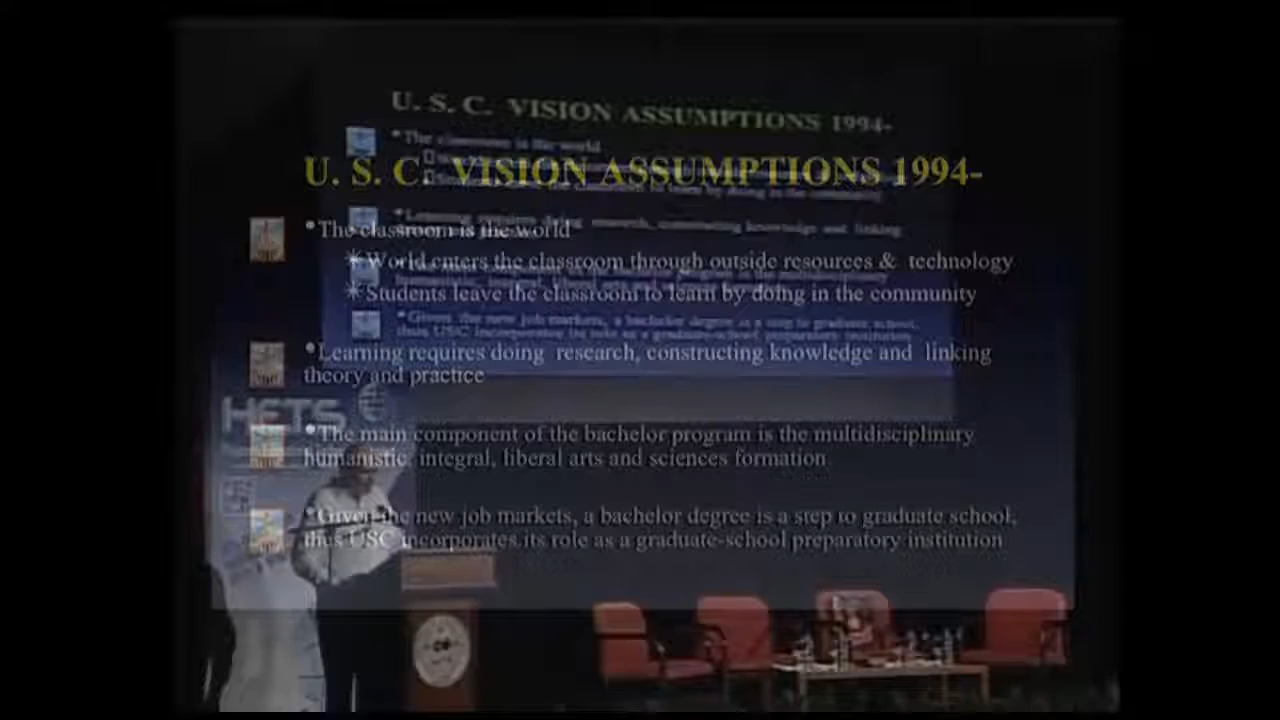 U. S. C. VISION ASSUMPTIONS 1994-
U. S. C. VISION ASSUMPTIONS 1994-
•The classroom is the world
✳World enters the classroom through outside resources & technology
✳Students leave the classroom to learn by doing in the community
•Learning requires doing research, constructing knowledge and linking
theory and practice
•The main component of the bachelor program is the multidisciplinary
humanistic, integral, liberal arts and sciences formation
•Given the new job markets, a bachelor degree is a step to graduate school,
thus USC incorporates its role as a graduate-school preparatory institution
HETS